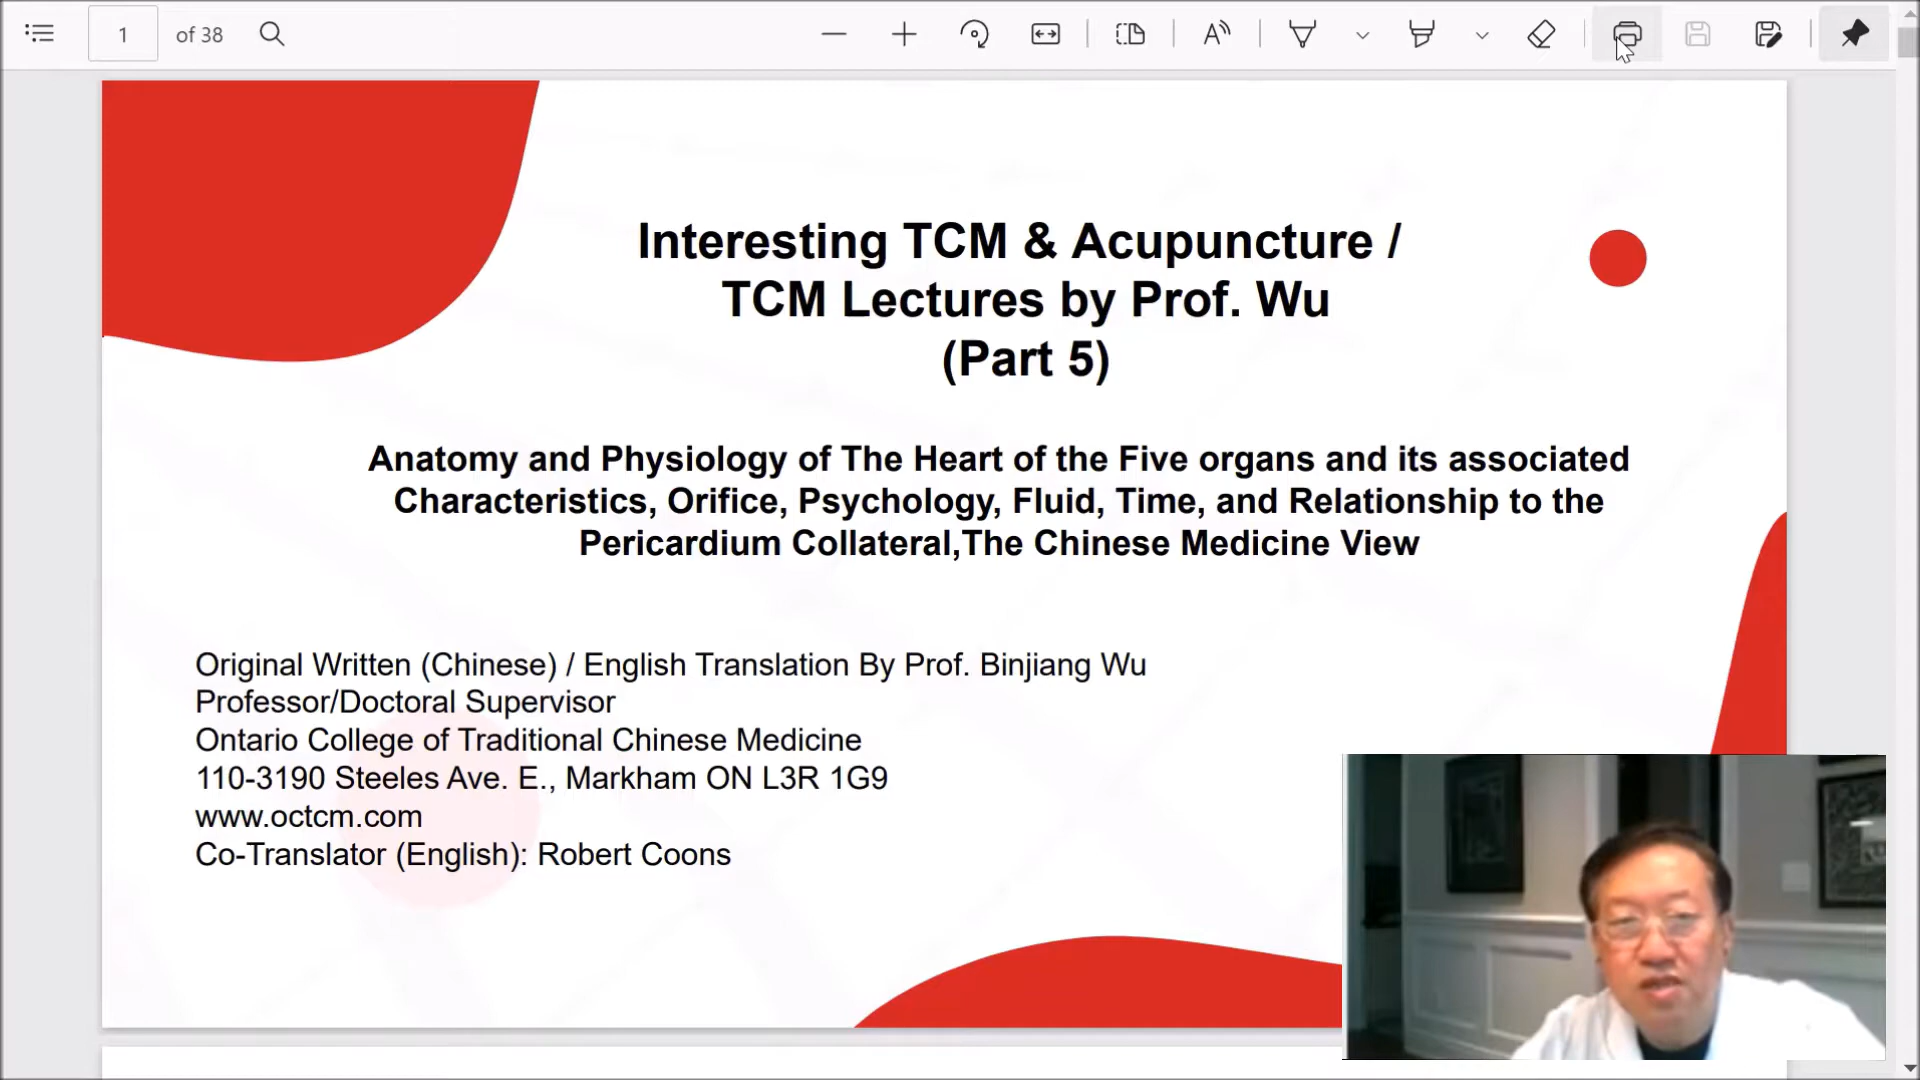 1 of 38
Interesting TCM & Acupuncture /
TCM Lectures by Prof. Wu
(Part 5)
Anatomy and Physiology of The Heart of the Five organs and its associated
Characteristics, Orifice, Psychology, Fluid, Time, and Relationship to the
Pericardium Collateral,The Chinese Medicine View
Original Written (Chinese) / English Translation By Prof. Binjiang Wu
Professor/Doctoral Supervisor
Ontario College of Traditional Chinese Medicine
110-3190 Steeles Ave. E., Markham ON L3R 1G9
www.octcm.com
Co-Translator (English): Robert Coons